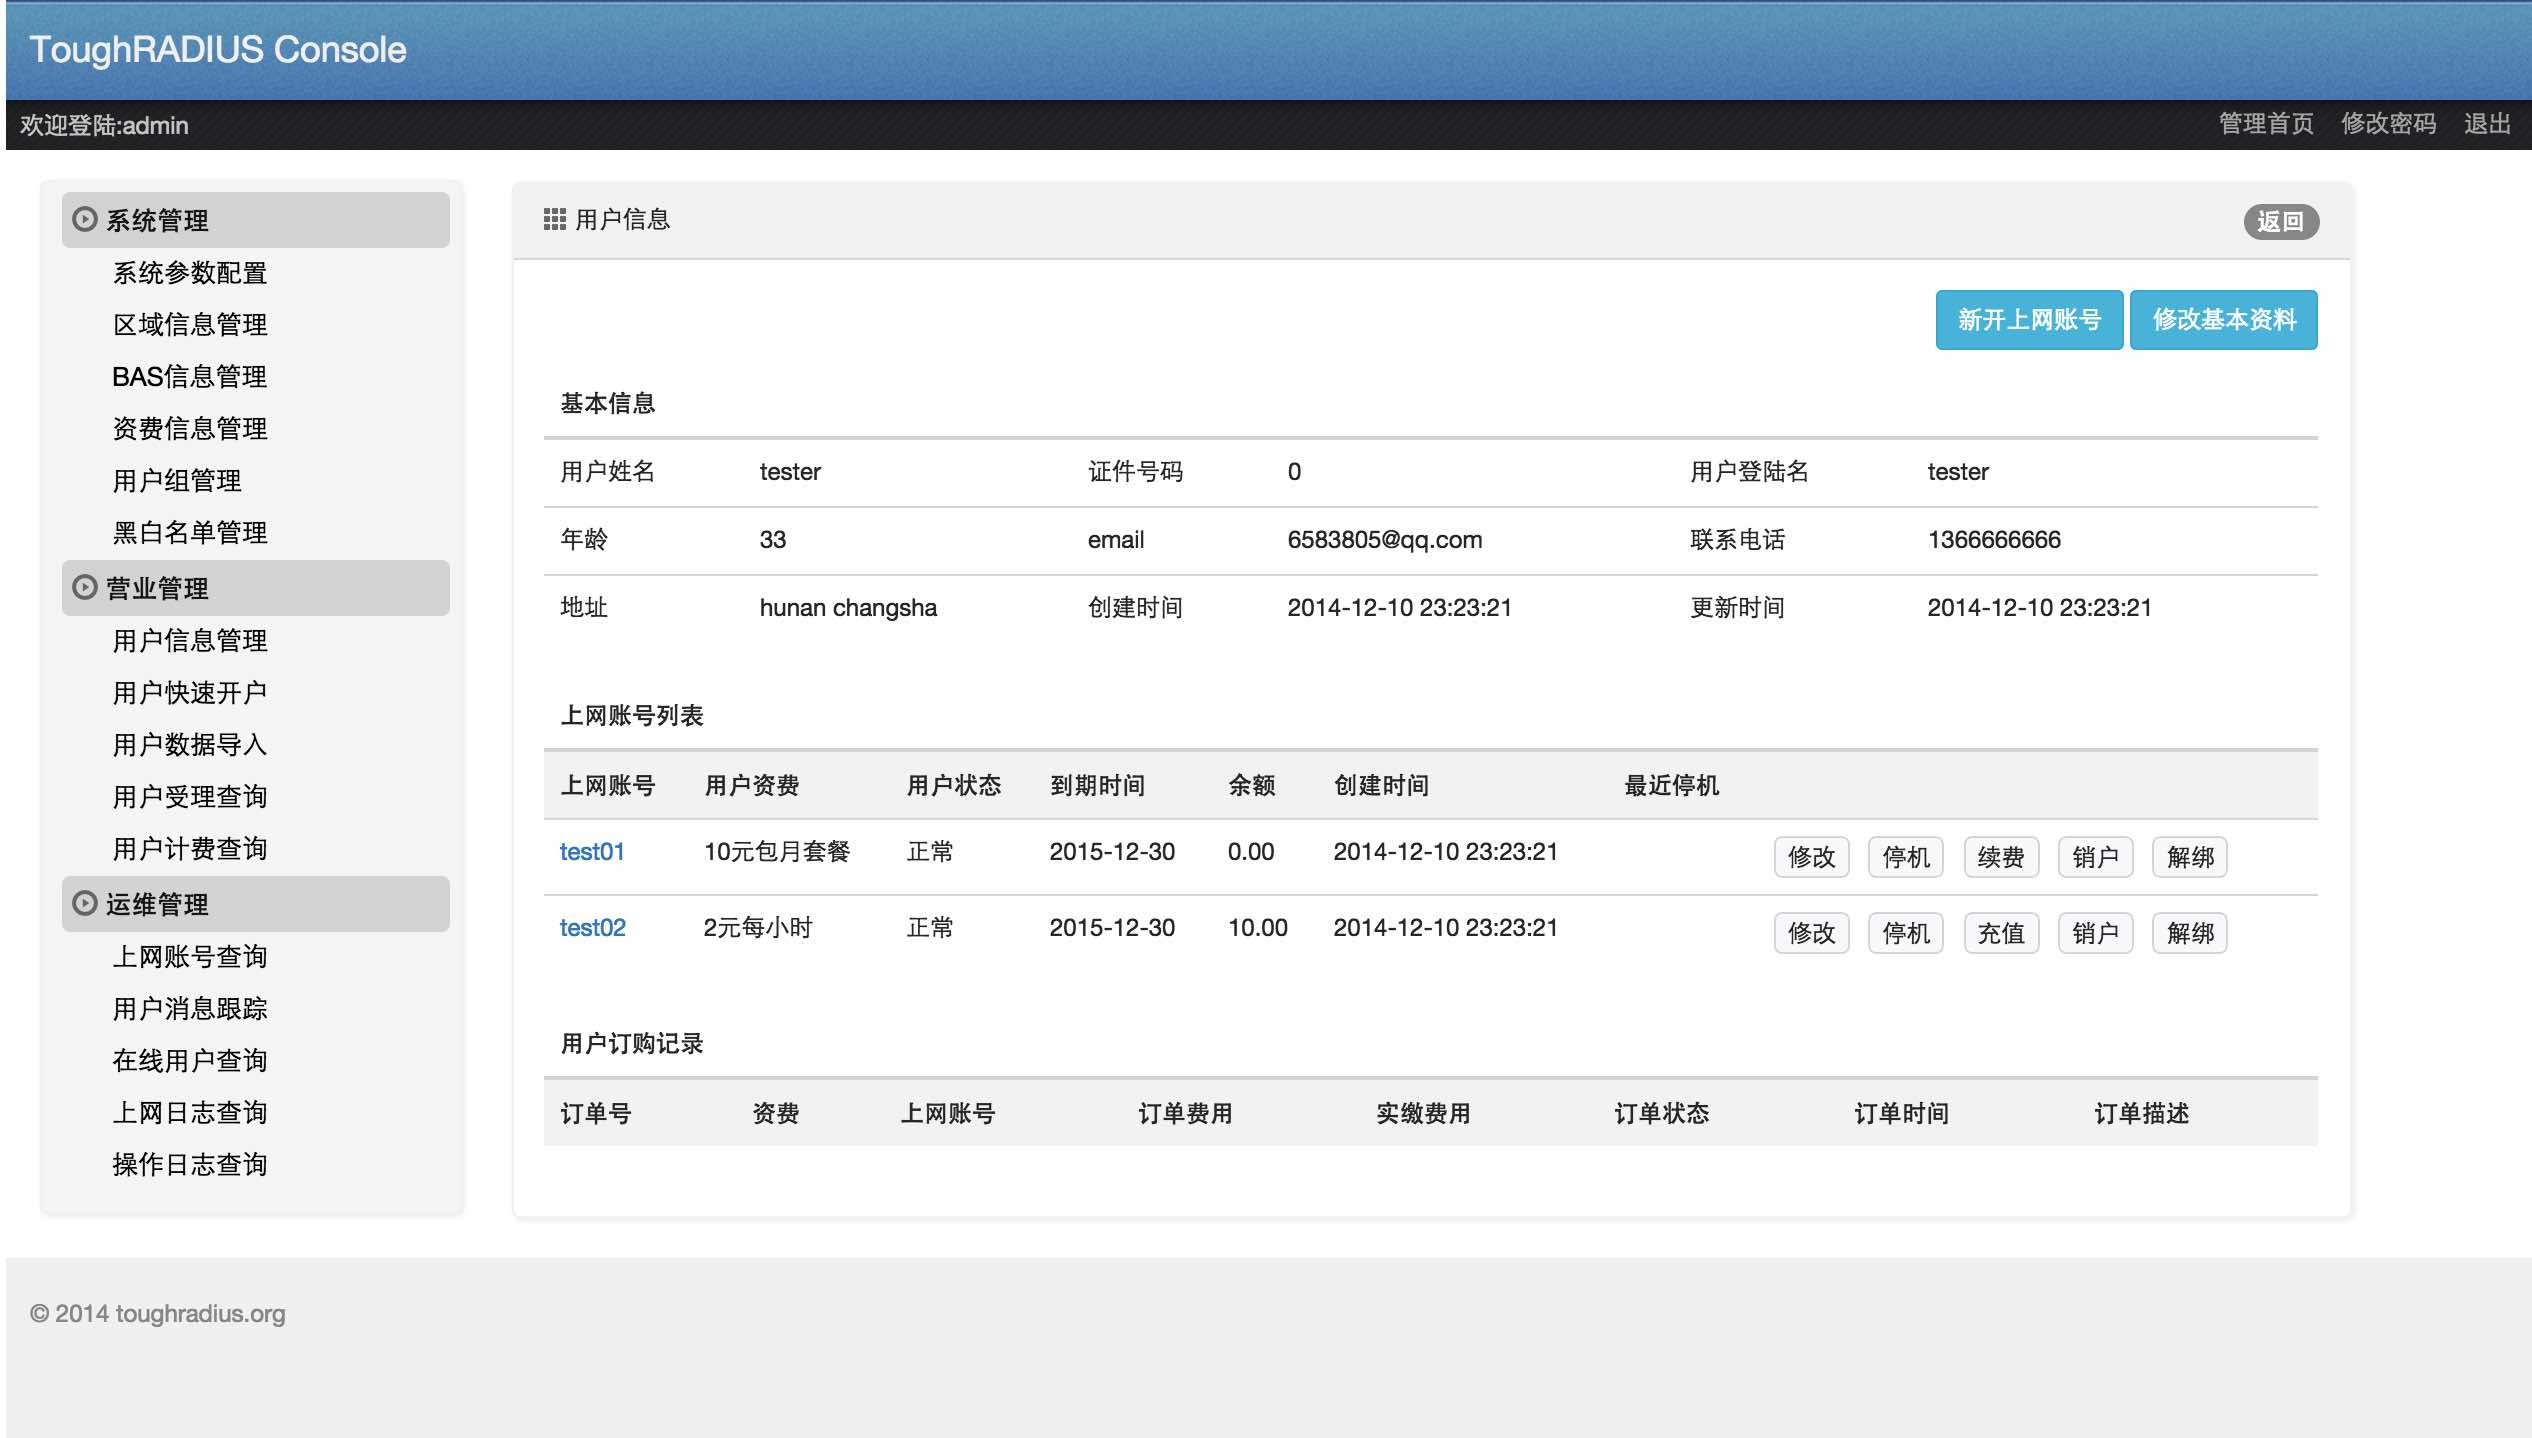 ToughRADIUS Console
欢迎登陆:admin
管理首页 修改密码 退出
系统管理
系统参数配置
区域信息管理
BAS信息管理
资费信息管理
用户组管理
黑白名单管理
营业管理
用户信息管理
用户快速开户
用户数据导入
用户受理查询
用户计费查询
运维管理
上网账号查询
用户消息跟踪
在线用户查询
上网日志查询
操作日志查询
用户信息 返回
新开上网账号 修改基本资料
基本信息
用户姓名 tester 证件号码 0 用户登陆名 tester
年龄 33 email 6583805@qq.com 联系电话 1366666666
地址 hunan changsha 创建时间 2014-12-10 23:23:21 更新时间 2014-12-10 23:23:21
上网账号列表
上网账号 用户资费 用户状态 到期时间 余额 创建时间 最近停机
test01 10元包月套餐 正常 2015-12-30 0.00 2014-12-10 23:23:21 修改 停机 续费 销户 解绑
test02 2元每小时 正常 2015-12-30 10.00 2014-12-10 23:23:21 修改 停机 充值 销户 解绑
用户订购记录
订单号 资费 上网账号 订单费用 实缴费用 订单状态 订单时间 订单描述
© 2014 toughradius.org